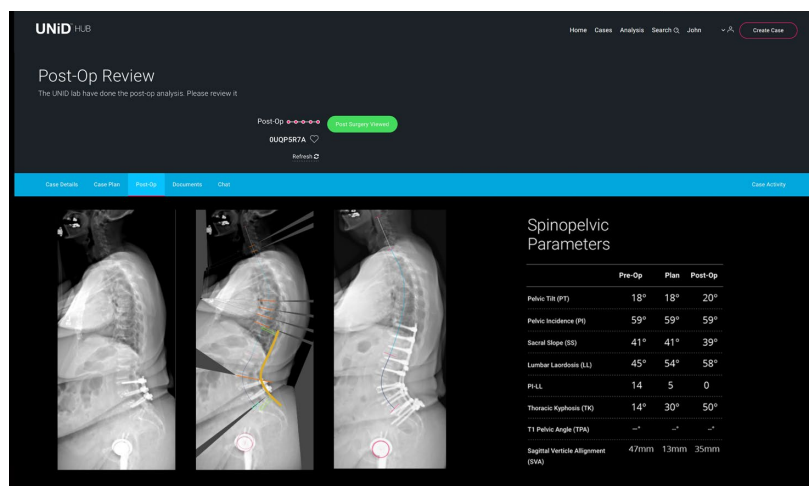 UNiD™ HUB
Home Cases Analysis Search John Create Case
Post-Op Review
The UNID lab have done the post-op analysis. Please review it
Post-Op Post Surgery Viewed
0UQP5R7A
Refresh
Case Details Case Plan Post-Op Documents Chat Case Activity
Spinopelvic
Parameters
Pre-Op Plan Post-Op
Pelvic Tilt (PT) 18° 18° 20°
Pelvic Incidence (PI) 59° 59° 59°
Sacral Slope (SS) 41° 41° 39°
Lumbar Laordosis (LL) 45° 54° 58°
PI-LL 14 5 0
Thoracic Kyphosis (TK) 14° 30° 50°
T1 Pelvic Angle (TPA) –° –° –°
Sagittal Verticle Allignment 47mm 13mm 35mm
(SVA)